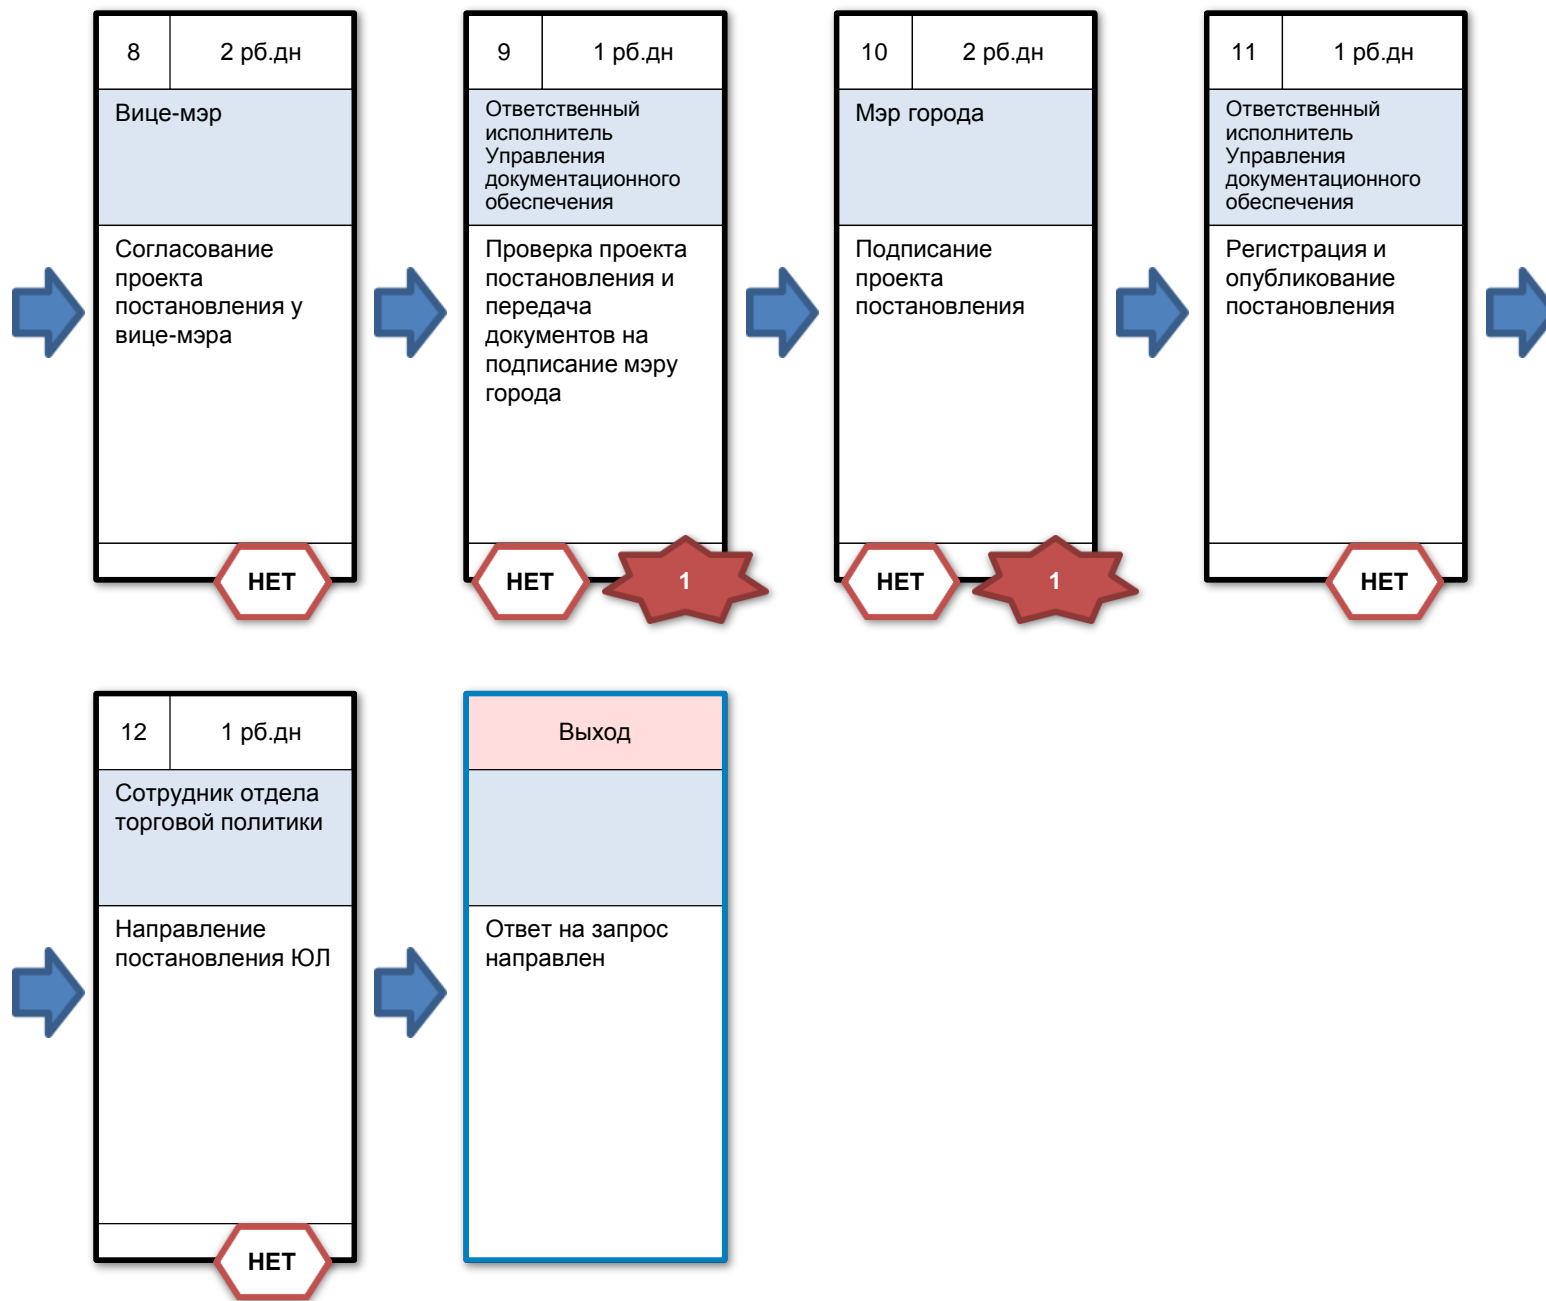 8
2 рб.дн
Вице-мэр
Согласование
проекта
постановления у
вице-мэра
НЕТ
9
1 рб.дн
Ответственный
исполнитель
Управления
документационного
обеспечения
Проверка проекта
постановления и
передача
документов на
подписание мэру
города
НЕТ
1
10
2 рб.дн
Мэр города
Подписание
проекта
постановления
НЕТ
1
11
1 рб.дн
Ответственный
исполнитель
Управления
документационного
обеспечения
Регистрация и
опубликование
постановления
НЕТ
12
1 рб.дн
Сотрудник отдела
торговой политики
Направление
постановления ЮЛ
НЕТ
Выход
Ответ на запрос
направлен